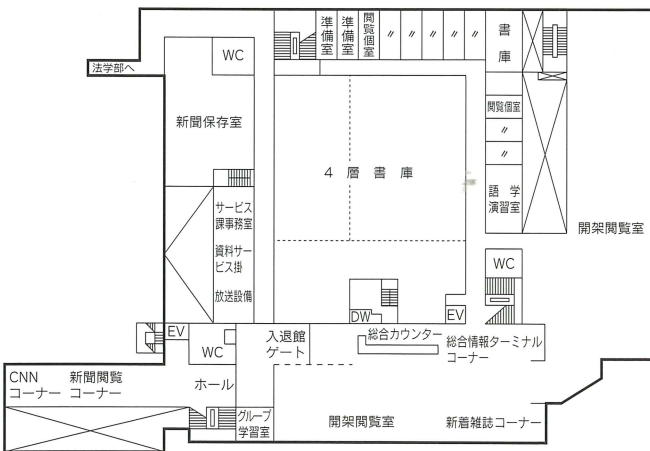 準備室
準備室
閲覧個室
〃
〃
〃
〃
〃
書庫
WC
法学部へ
新聞保存室
閲覧個室
〃
〃
4層書庫
語学
演習室
サービス
課事務室
開架閲覧室
資料サー
ビス掛
WC
放送設備
DW
EV
EV
WC
入退館
ゲート
総合カウンター
総合情報ターミナル
コーナー
CNN
コーナー
新聞閲覧
コーナー
ホール
グループ
学習室
開架閲覧室
新着雑誌コーナー